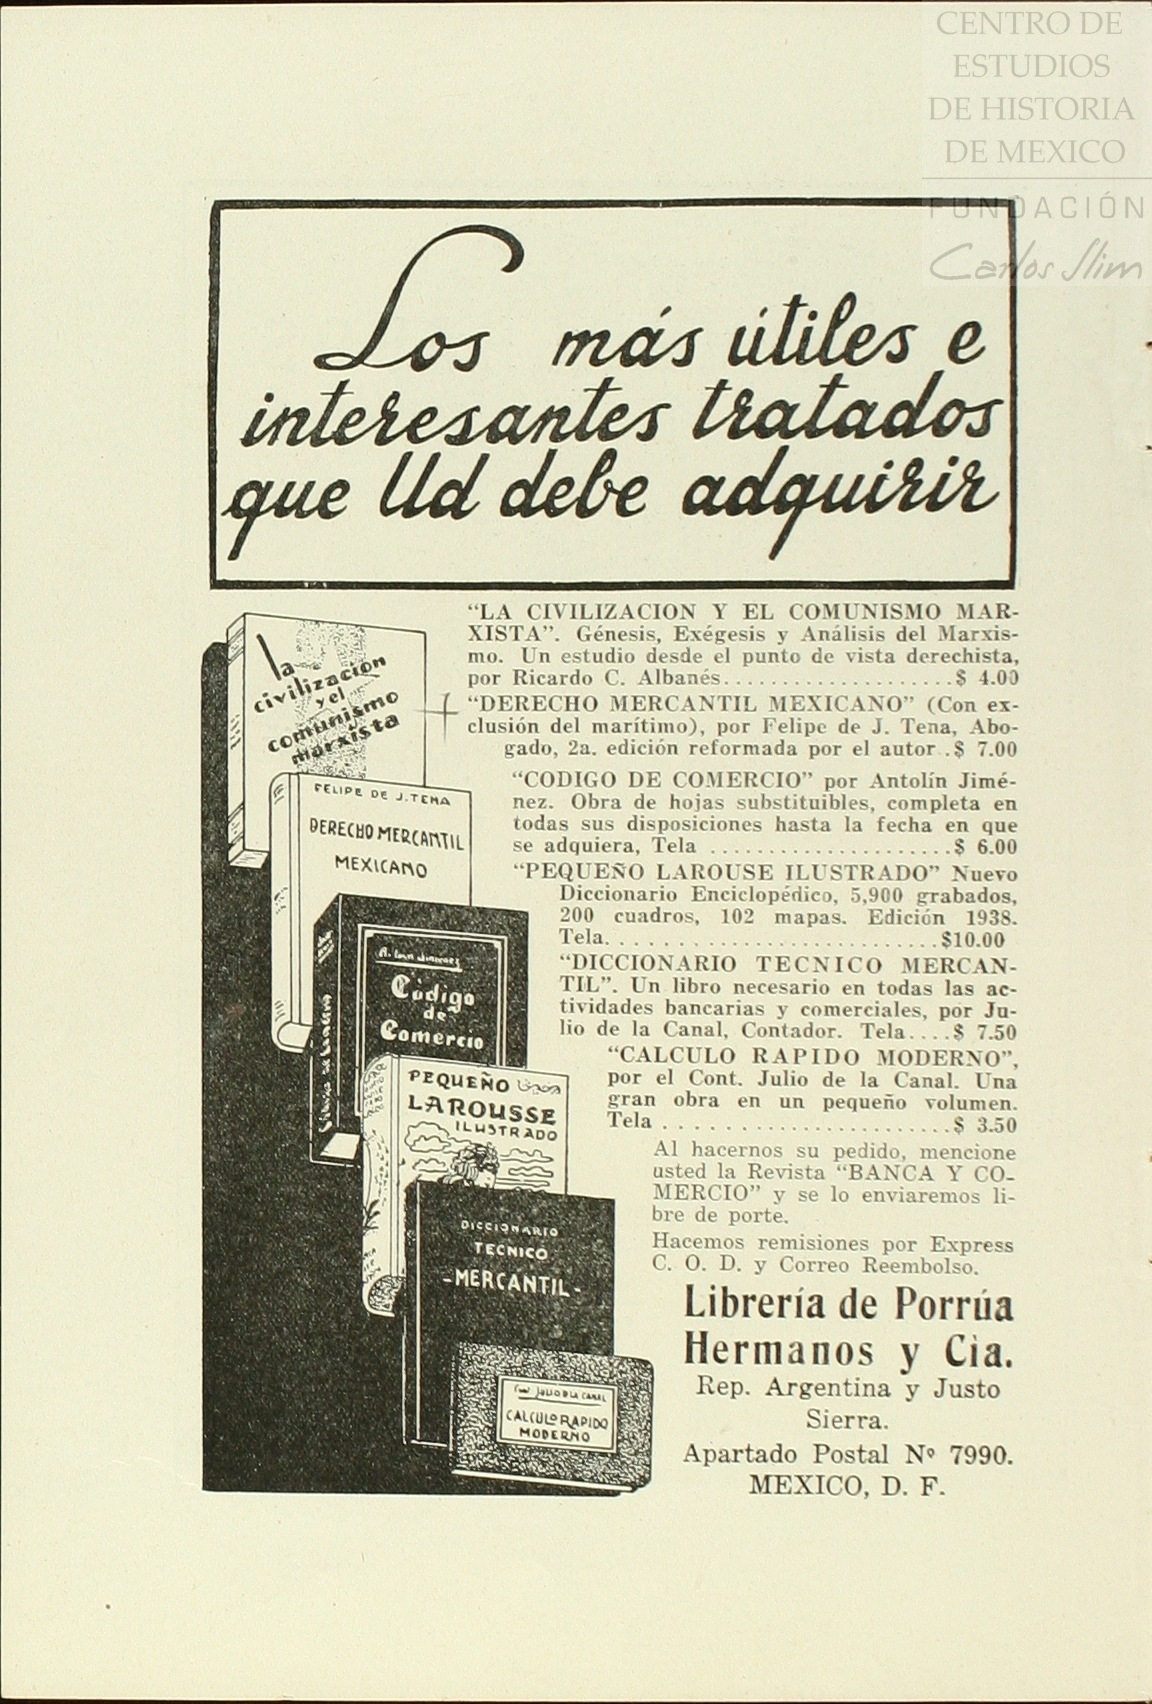 CENTRO DE
ESTUDIOS
DE HISTORIA
DE MEXICO
FUNDACIÓN
Carlos Slim
Los más útiles e
interesantes tratados
que Ud debe adquirir
"LA CIVILIZACION Y EL COMUNISMO MAR-
XISTA". Génesis, Exégesis y Análisis del Marxis-
mo. Un estudio desde el punto de vista derechista,
por Ricardo C. Albanés....................$ 4.00
"DERECHO MERCANTIL MEXICANO" (Con ex-
clusión del marítimo), por Felipe de J. Tena, Abo-
gado, 2a. edición reformada por el autor..$ 7.00
"CODIGO DE COMERCIO" por Antolín Jimé-
nez. Obra de hojas substituibles, completa en
todas sus disposiciones hasta la fecha en que
se adquiera, Tela .....................$ 6.00
"PEQUEÑO LAROUSE ILUSTRADO" Nuevo
Diccionario Enciclopédico, 5,900 grabados,
200 cuadros, 102 mapas. Edición 1938.
Tela...........................$10.00
"DICCIONARIO TECNICO MERCAN-
TIL". Un libro necesario en todas las ac-
tividades bancarias y comerciales, por Ju-
lio de la Canal, Contador. Tela....$ 7.50
"CALCULO RAPIDO MODERNO",
por el Cont. Julio de la Canal. Una
gran obra en un pequeño volumen.
Tela .......................$ 3.50
Al hacernos su pedido, mencione
usted la Revista "BANCA Y CO-
MERCIO" y se lo enviaremos li-
bre de porte.
Hacemos remisiones por Express
C. O. D. y Correo Reembolso.
Librería de Porrúa
Hermanos y Cía.
Rep. Argentina y Justo
Sierra.
Apartado Postal Nº 7990.
MEXICO, D. F.
la
civilización
y el
comunismo
marxista
FELIPE DE J. TENA
DERECHO MERCANTIL
MEXICANO
Código
de
Comercio
PEQUEÑO
LAROUSSE
ILUSTRADO
DICCIONARIO
TECNICO
-MERCANTIL-
JULIO D LA CANAL
CALCULO RAPIDO
MODERNO